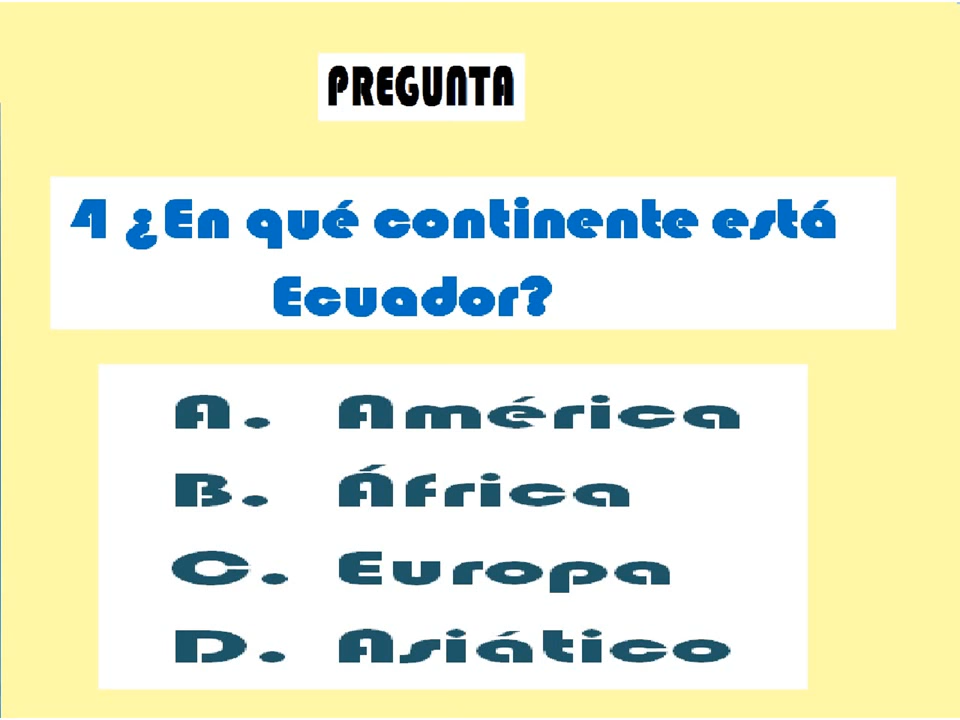 PREGUNTA
4 ¿En qué continente está
Ecuador?
A. América
B. África
C. Europa
D. Asiático